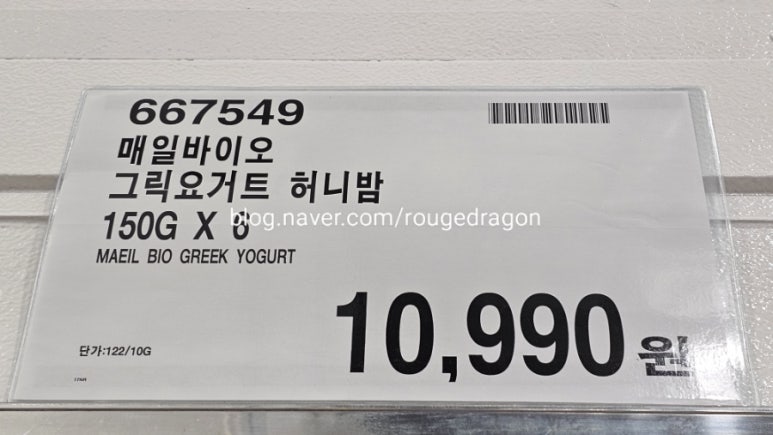 667549
매일바이오
그릭요거트 허니밤
150G X 6
blog.naver.com/rougedragon
MAEIL BIO GREEK YOGURT
10,990원
단가:122/10G